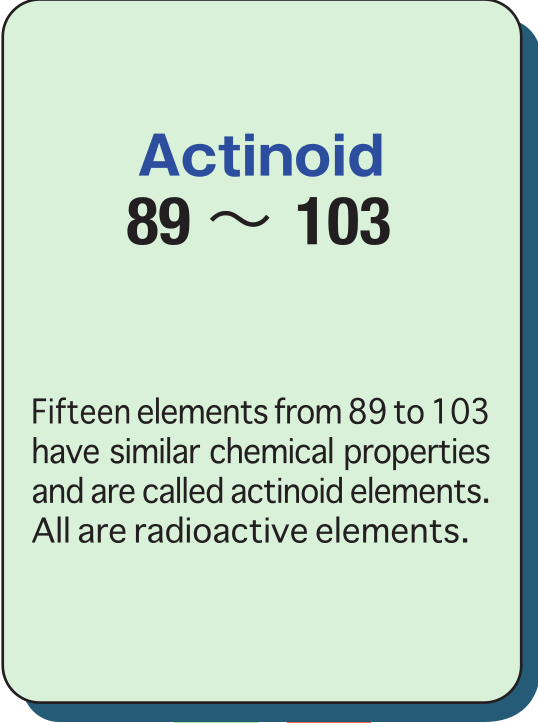 Actinoid
89 〜 103
Fifteen elements from 89 to 103
have similar chemical properties
and are called actinoid elements.
All are radioactive elements.